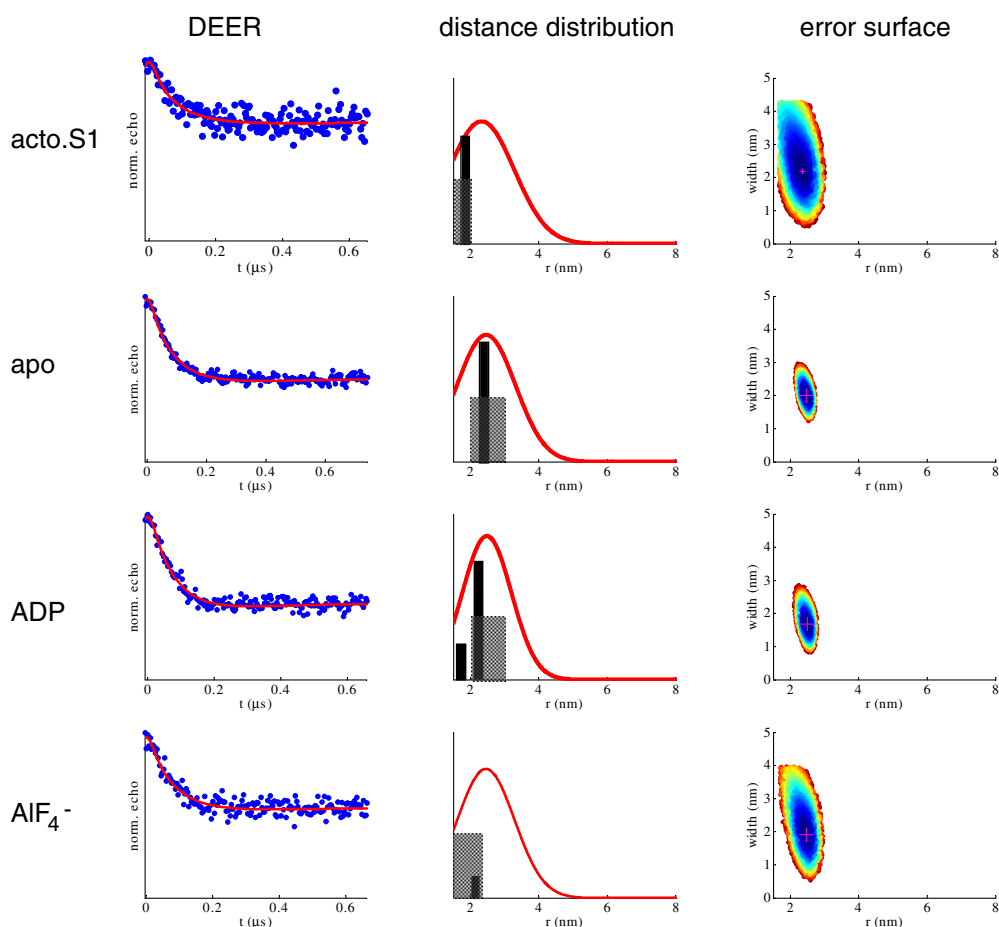 DEER distance distribution error surface
acto.S1
norm. echo
0 0.2 0.4 0.6
t (μs)
2 4 6 8
r (nm)
width (nm)
5
4
3
2
1
0
2 4 6 8
r (nm)
apo
norm. echo
0 0.2 0.4 0.6
t (μs)
2 4 6 8
r (nm)
width (nm)
5
4
3
2
1
0
2 4 6 8
r (nm)
ADP
norm. echo
0 0.2 0.4 0.6
t (μs)
2 4 6 8
r (nm)
width (nm)
5
4
3
2
1
0
2 4 6 8
r (nm)
AlF4-
norm. echo
0 0.2 0.4 0.6
t (μs)
2 4 6 8
r (nm)
width (nm)
5
4
3
2
1
0
2 4 6 8
r (nm)